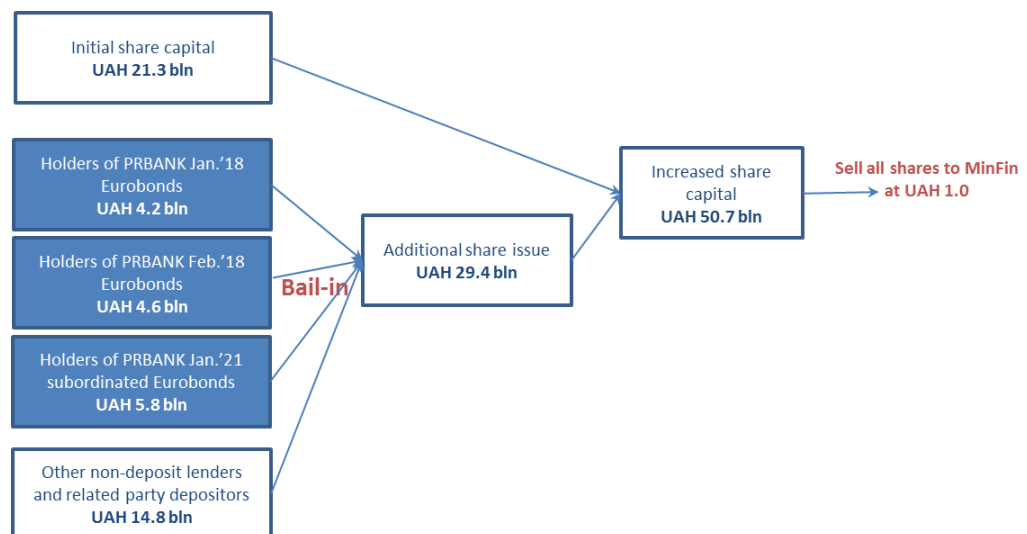 Initial share capital
UAH 21.3 bln
Holders of PRBANK Jan.’18
Eurobonds
UAH 4.2 bln
Holders of PRBANK Feb.’18
Eurobonds
UAH 4.6 bln
Holders of PRBANK Jan.’21
subordinated Eurobonds
UAH 5.8 bln
Other non-deposit lenders
and related party depositors
UAH 14.8 bln
Bail-in
Additional share issue
UAH 29.4 bln
Increased share
capital
UAH 50.7 bln
Sell all shares to MinFin
at UAH 1.0